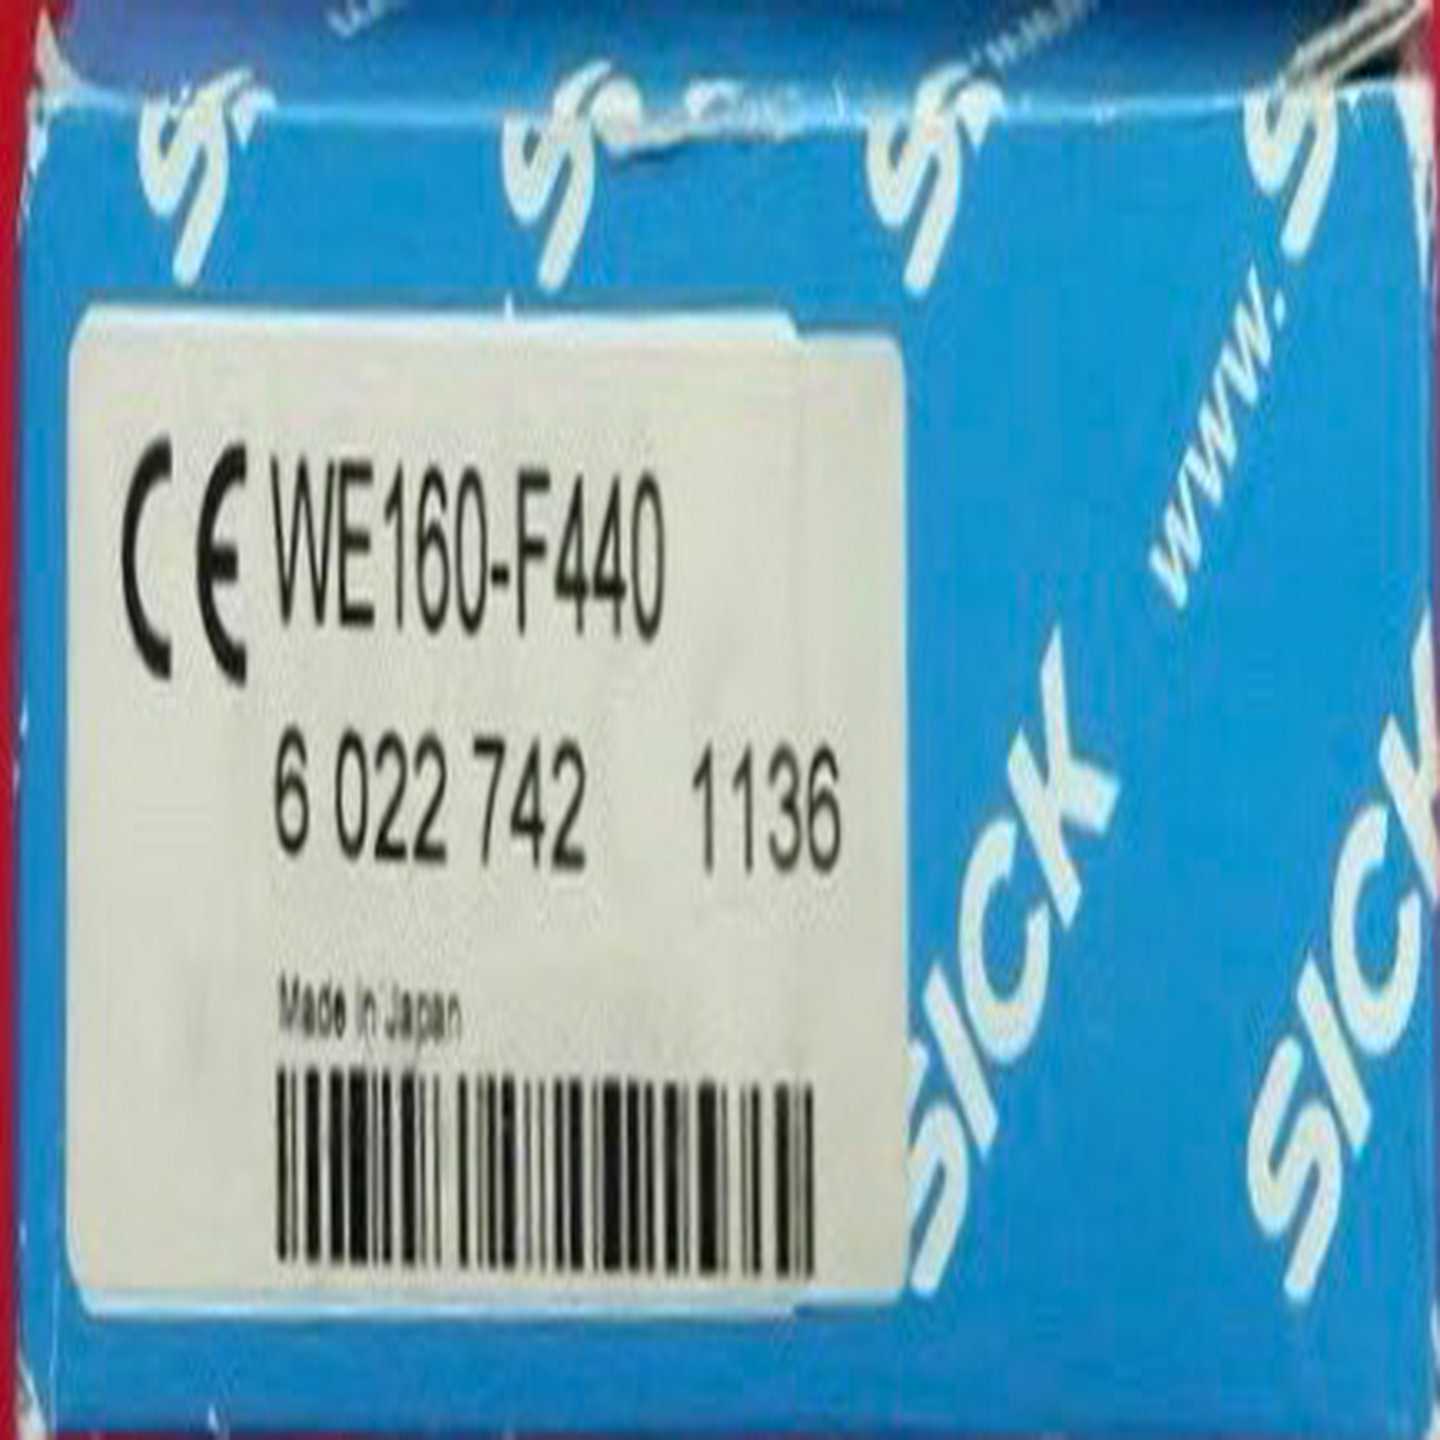 CE WE160-F440
6 022 742 1136
Made in Japan
www.
SICK
SICK